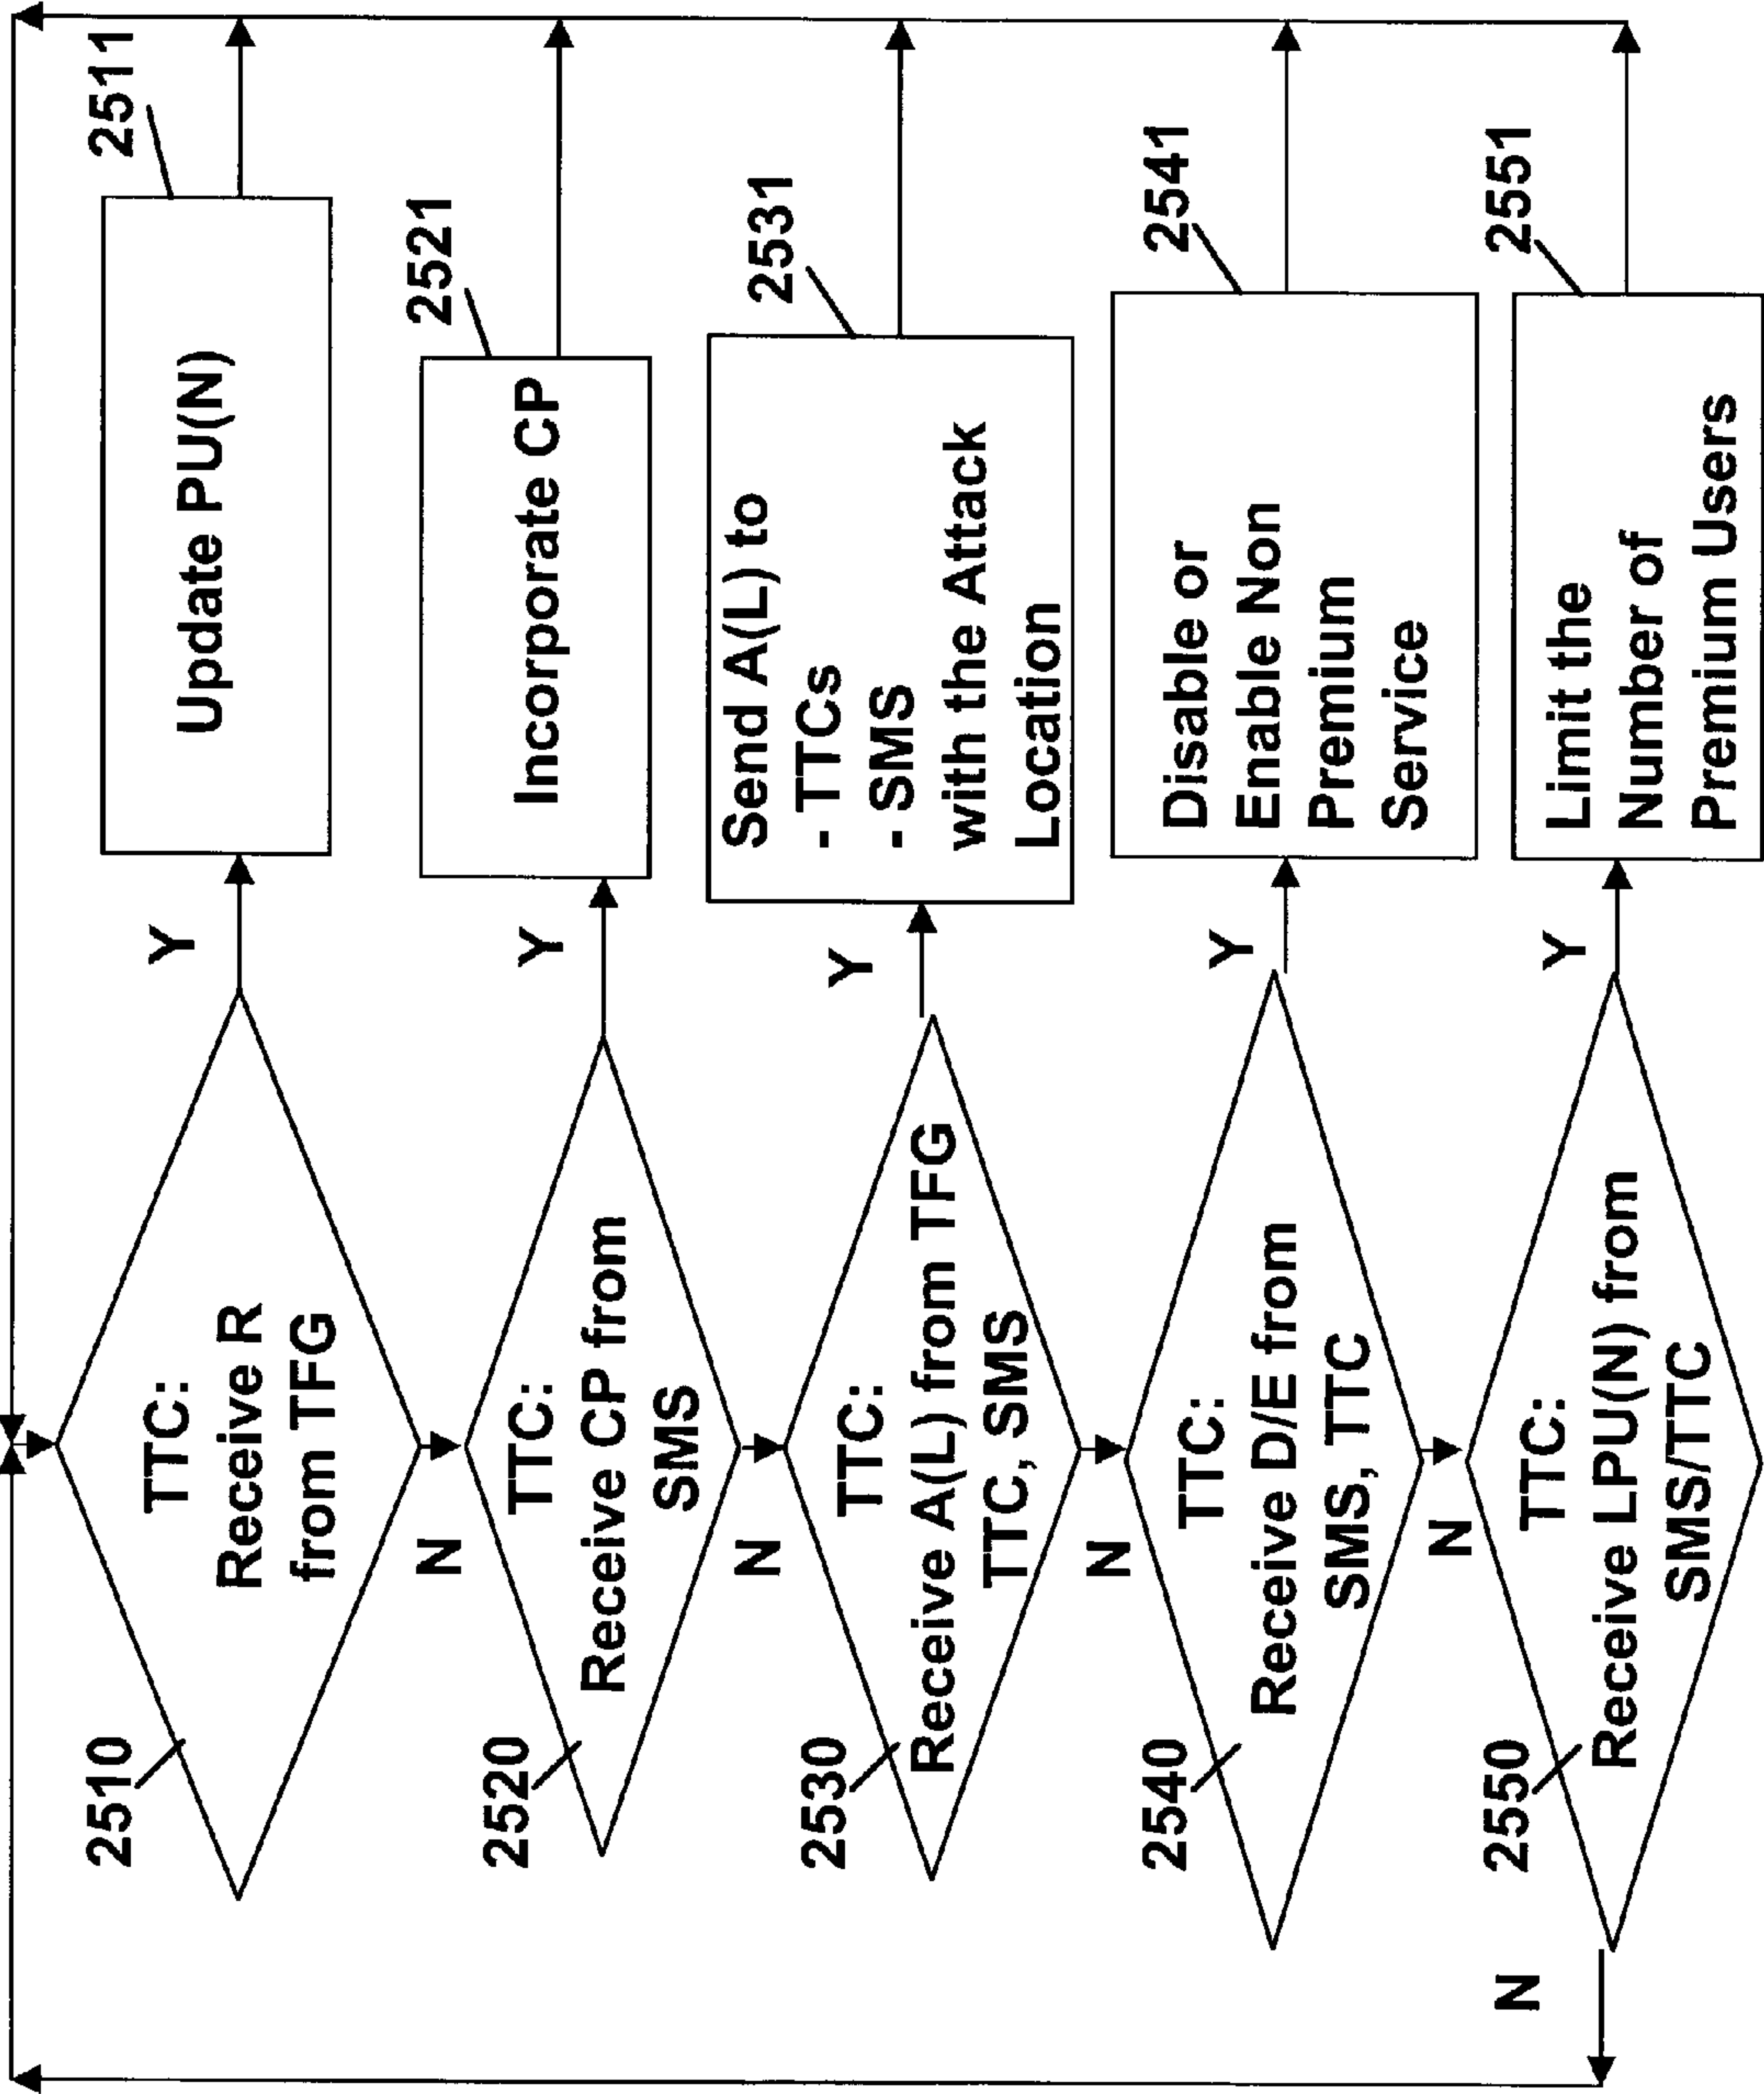 2510
TTC:
Receive R
from TFG
Y
Update PU(N)
2511
N
2520
TTC:
Receive CP from
SMS
Y
Incorporate CP
2521
N
2530
TTC:
Receive A(L) from TFG
TTC, SMS
Y
Send A(L) to
- TTCs
- SMS
with the Attack
Location
2531
N
2540
TTC:
Receive D/E from
SMS, TTC
Y
Disable or
Enable Non
Premium
Service
2541
N
2550
TTC:
Receive LPU(N) from
SMS/TTC
Y
Limit the
Number of
Premium Users
2551
N